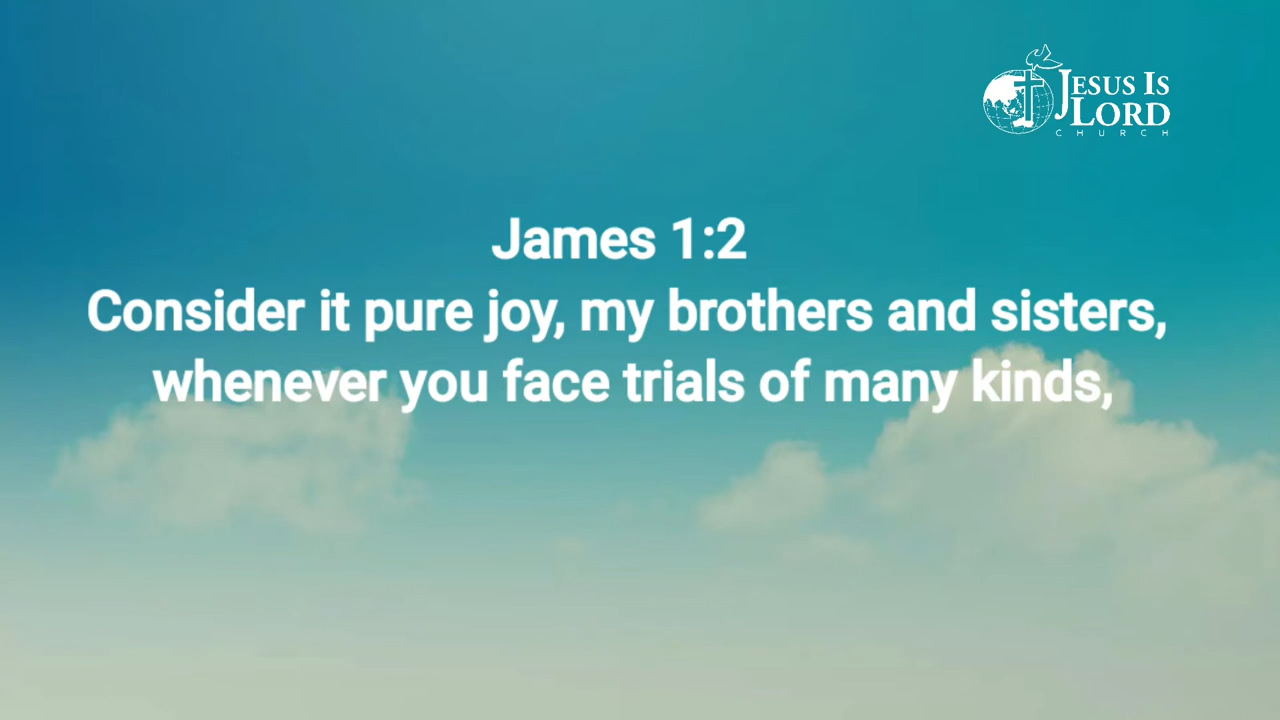 JESUS IS
LORD
CHURCH
James 1:2
Consider it pure joy, my brothers and sisters,
whenever you face trials of many kinds,